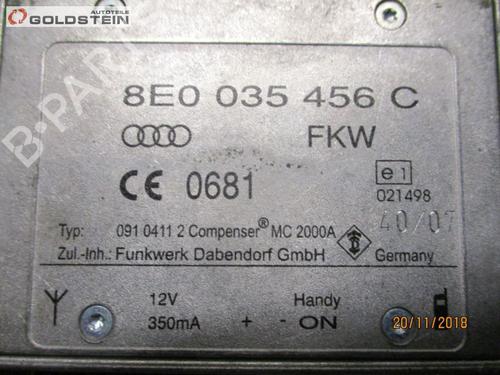 AUTOTEILE
GOLDSTEIN
B-PARTS
8E0 035 456 C
FKW
CE 0681
e1
021498
40/07
Typ: 091 0411 2 Compenser® MC 2000A
Zul.-Inh.: Funkwerk Dabendorf GmbH
Germany
12V
Handy
350mA + - ON
20/11/2018